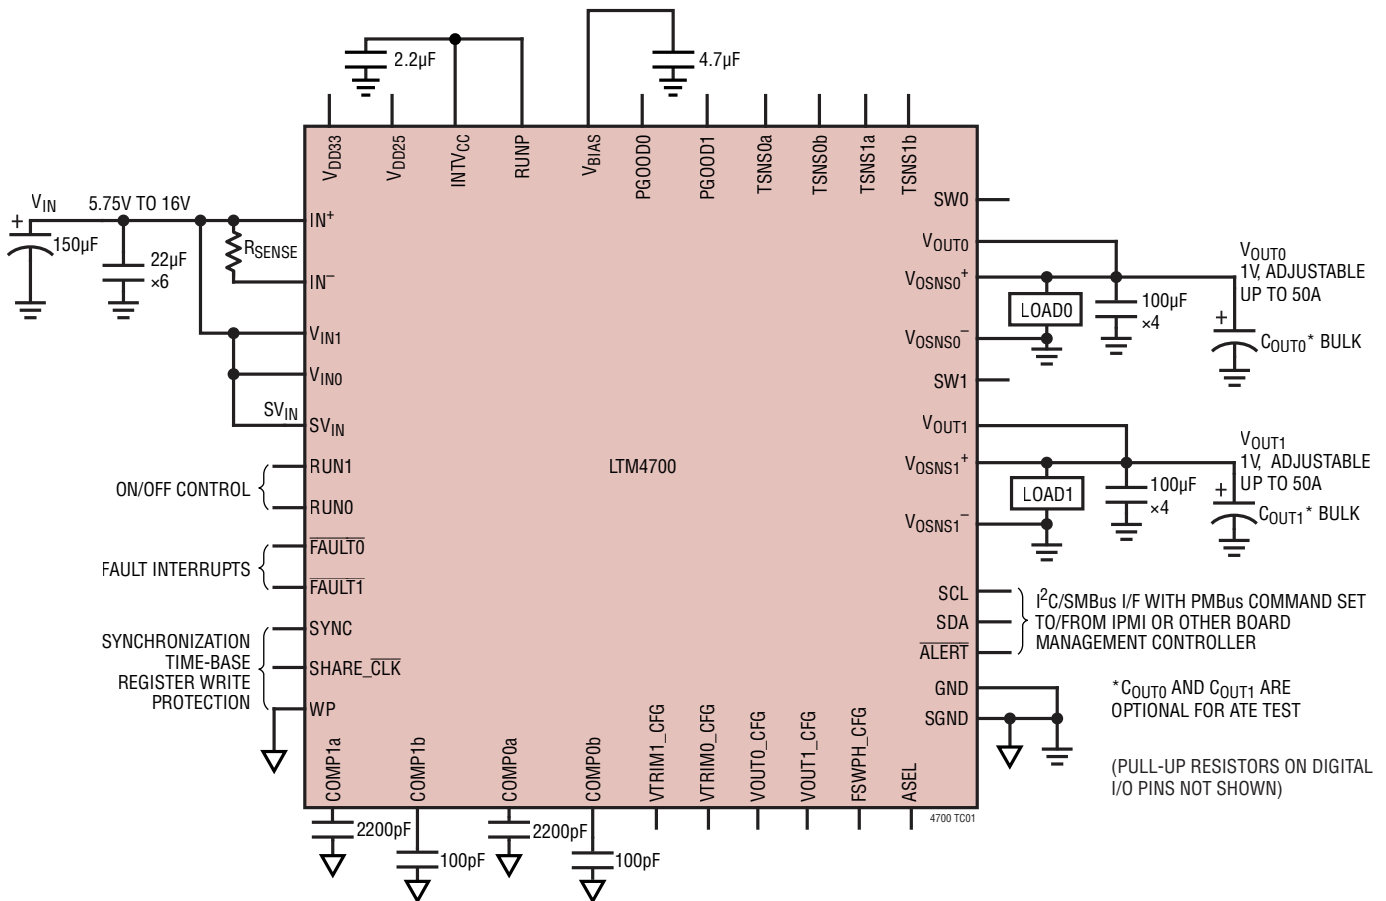 2.2µF
4.7µF
VDD33
VDD25
INTVCC
RUNP
VBIAS
PGOOD0
PGOOD1
TSNS0a
TSNS0b
TSNS1a
TSNS1b
VIN
5.75V TO 16V
+
150µF
22µF
×6
RSENSE
IN+
IN–
VIN1
VIN0
SVIN
SVIN
RUN1
RUN0
ON/OFF CONTROL
FAULT0
FAULT1
FAULT INTERRUPTS
SYNC
SHARE_CLK
WP
SYNCHRONIZATION
TIME-BASE
REGISTER WRITE
PROTECTION
LTM4700
SW0
VOUT0
VOSNS0+
VOSNS0–
SW1
VOUT1
VOSNS1+
VOSNS1–
SCL
SDA
ALERT
GND
SGND
LOAD0
100µF
×4
VOUT0
1V, ADJUSTABLE
UP TO 50A
+
COUT0* BULK
LOAD1
100µF
×4
VOUT1
1V, ADJUSTABLE
UP TO 50A
+
COUT1* BULK
I2C/SMBus I/F WITH PMBus COMMAND SET
TO/FROM IPMI OR OTHER BOARD
MANAGEMENT CONTROLLER
*COUT0 AND COUT1 ARE
OPTIONAL FOR ATE TEST
(PULL-UP RESISTORS ON DIGITAL
I/O PINS NOT SHOWN)
COMP1a
COMP1b
COMP0a
COMP0b
VTRIM1_CFG
VTRIM0_CFG
VOUT0_CFG
VOUT1_CFG
FSWPH_CFG
ASEL
4700 TC01
2200pF
100pF
2200pF
100pF